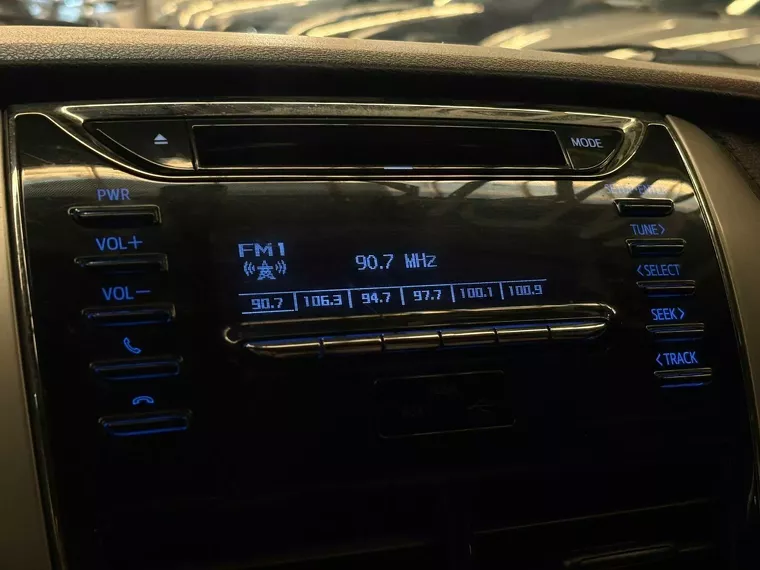 MODE
PWR
VOL+
VOL-
FM1
90.7 MHz
90.7 106.3 94.7 97.7 100.1 100.9
TUNE>
<SELECT
SEEK>
<TRACK